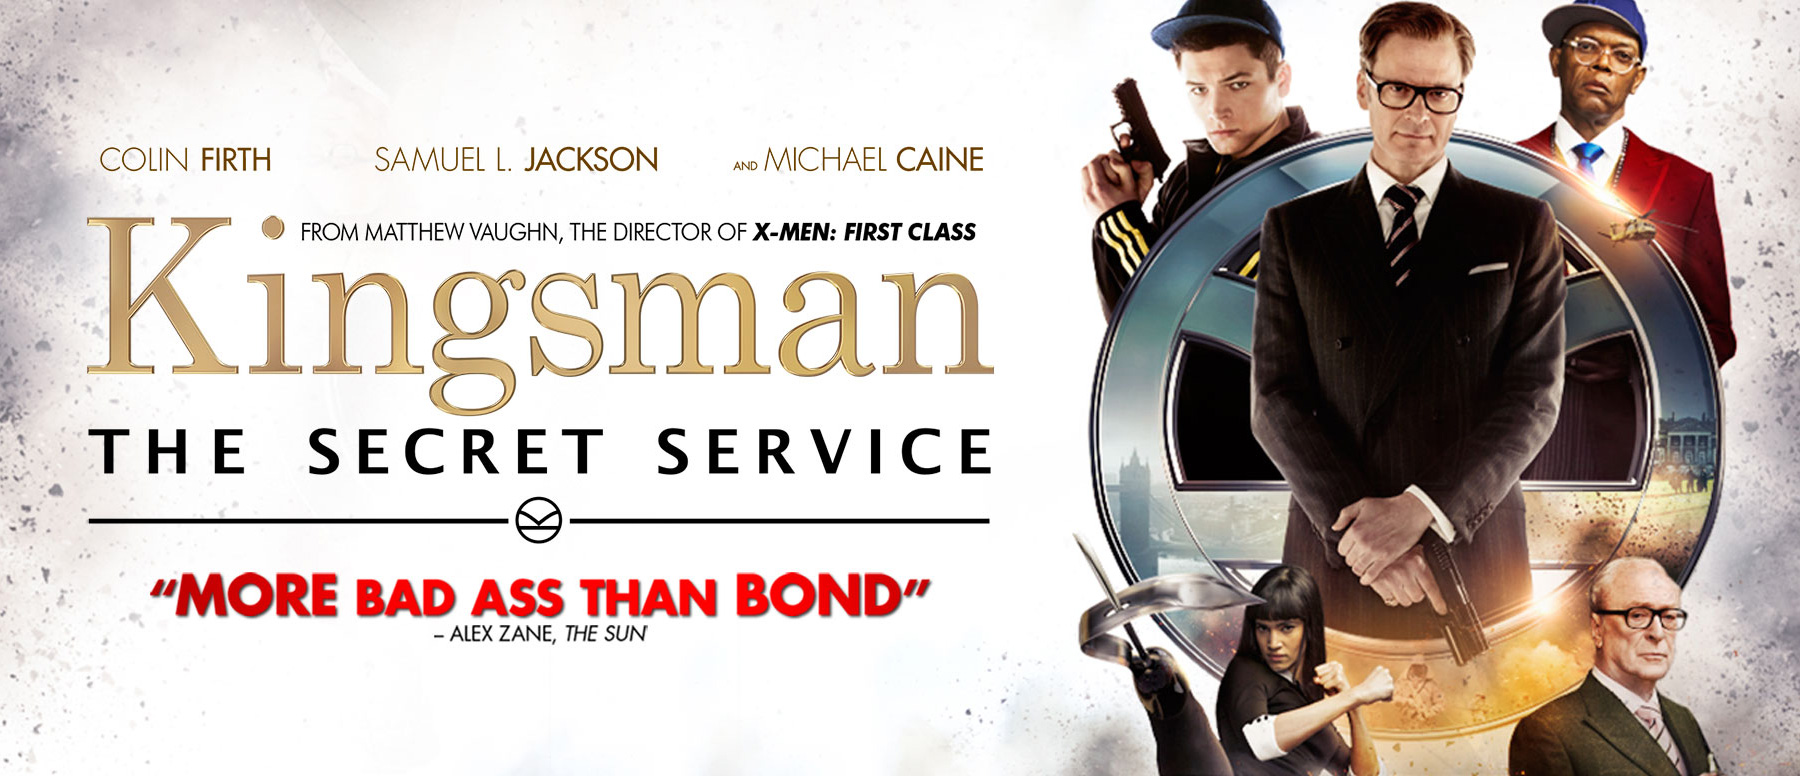 COLIN FIRTH SAMUEL L. JACKSON AND MICHAEL CAINE
FROM MATTHEW VAUGHN, THE DIRECTOR OF X-MEN: FIRST CLASS
Kingsman
THE SECRET SERVICE
“MORE BAD ASS THAN BOND”
– ALEX ZANE, THE SUN